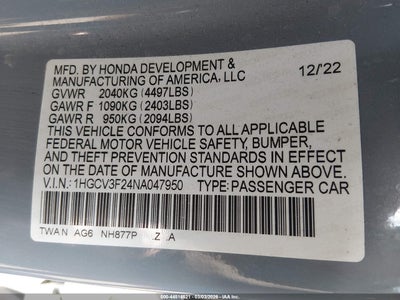 MFD. BY HONDA DEVELOPMENT &
MANUFACTURING OF AMERICA, LLC 12/'22
GVWR 2040KG (4497LBS)
GAWR F 1090KG (2403LBS)
GAWR R 950KG (2094LBS)
THIS VEHICLE CONFORMS TO ALL APPLICABLE
FEDERAL MOTOR VEHICLE SAFETY, BUMPER,
AND THEFT PREVENTION STANDARDS IN EFFECT
ON THE DATE OF MANUFACTURE SHOWN ABOVE.
V.I.N.: 1HGCV3F24NA047950 TYPE: PASSENGER CAR
TWA N AG6 NH877P Z A